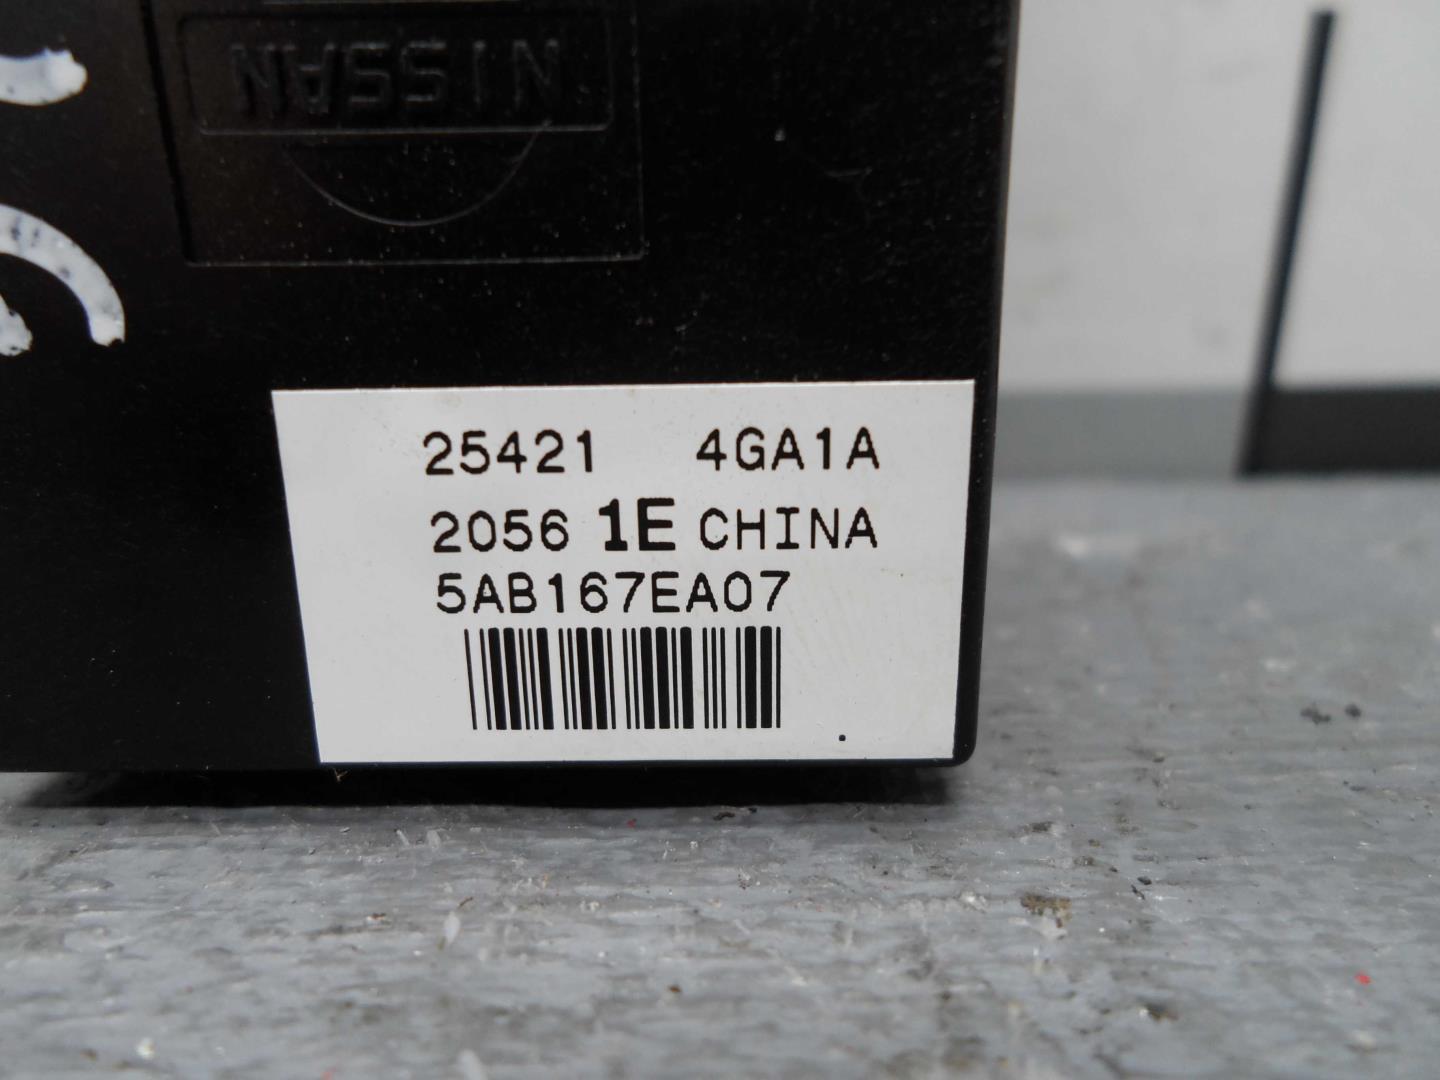 NISSAN
25421 4GA1A
2056 1E CHINA
5AB167EA07